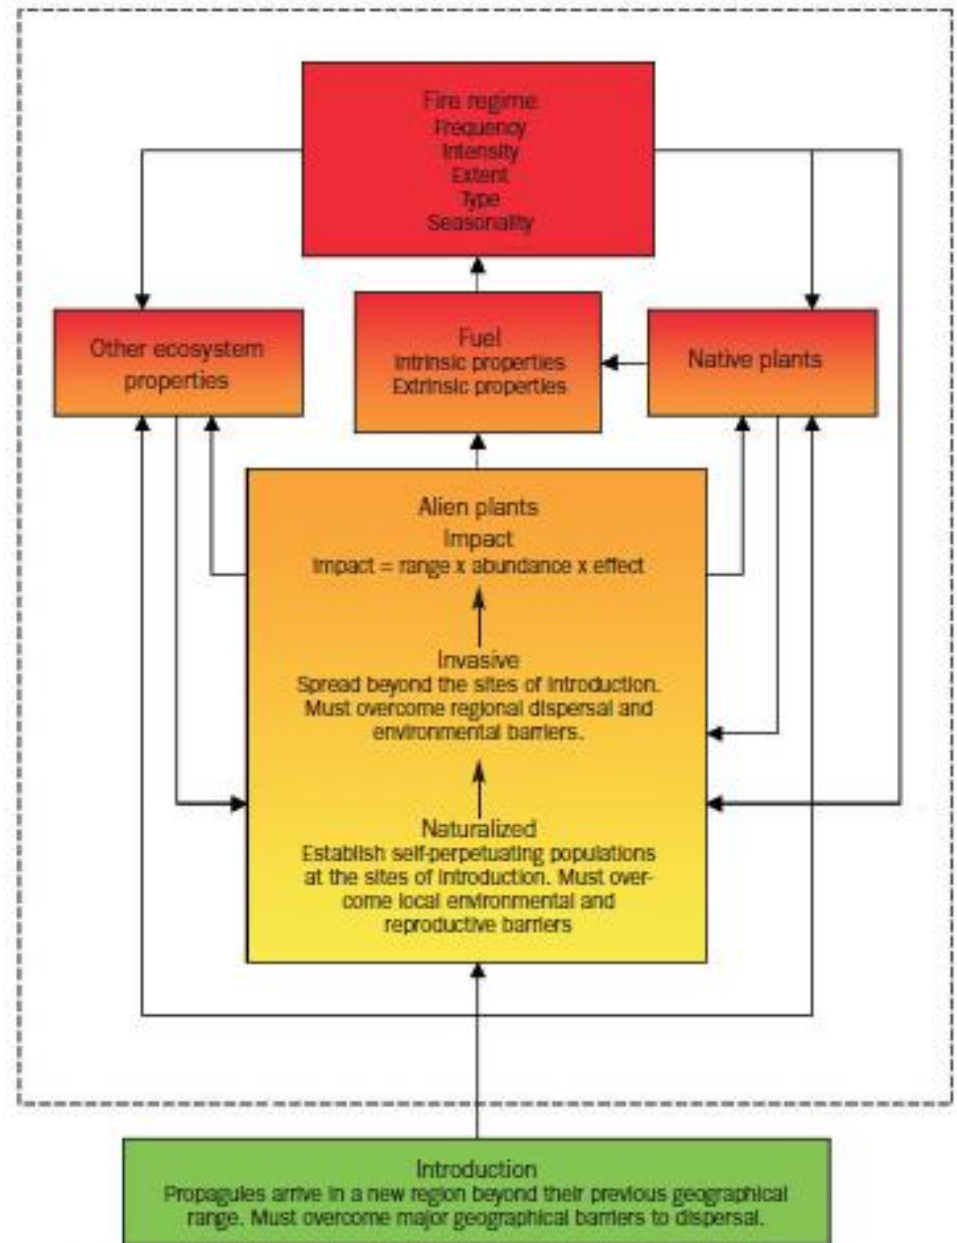 Fire regime
Frequency
Intensity
Extent
Type
Seasonality
Other ecosystem
properties
Fuel
Intrinsic properties
Extrinsic properties
Native plants
Alien plants
Impact
Impact = range x abundance x effect
Invasive
Spread beyond the sites of introduction.
Must overcome regional dispersal and
environmental barriers.
Naturalized
Establish self-perpetuating populations
at the sites of introduction. Must over-
come local environmental and
reproductive barriers
Introduction
Propagules arrive in a new region beyond their previous geographical
range. Must overcome major geographical barriers to dispersal.